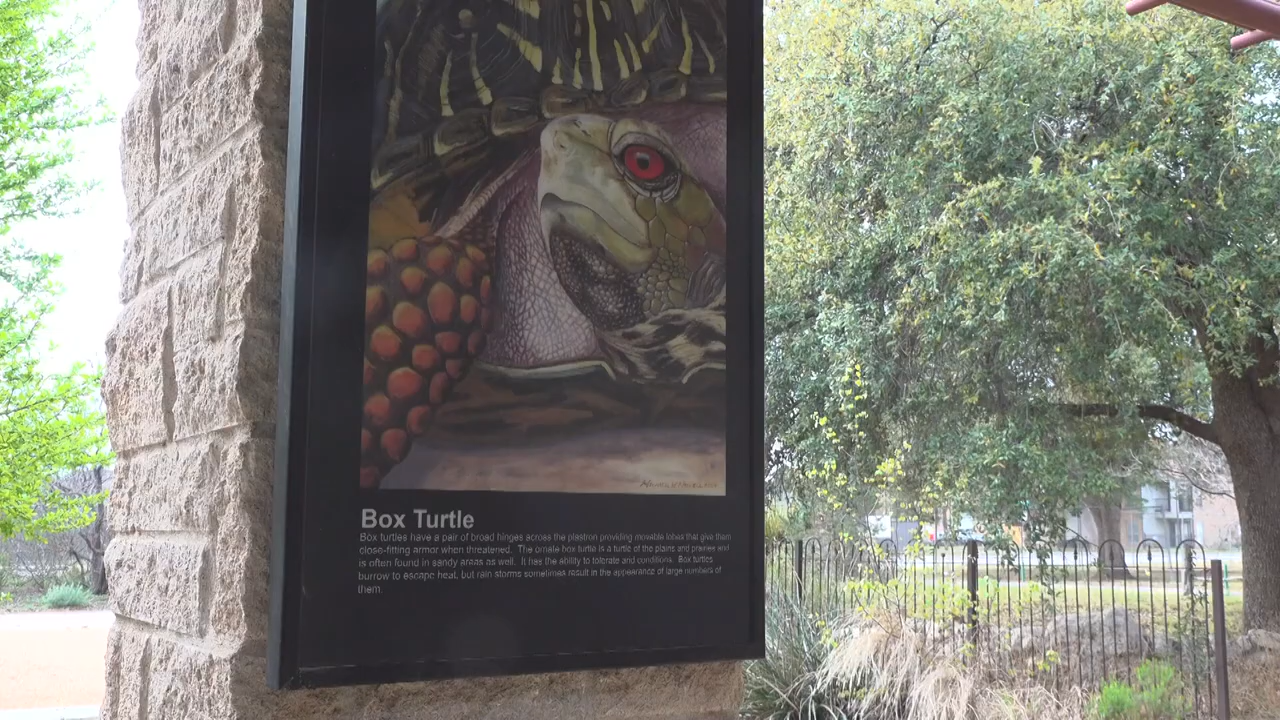 Box Turtle
Box turtles have a pair of broad hinges across the plastron providing movable lobes that give them
close-fitting armor when threatened. The ornate box turtle is a turtle of the plains and prairies and
is often found in sandy areas as well. It has the ability to tolerate arid conditions. Box turtles
burrow to escape heat, but rain storms sometimes result in the appearance of large numbers of
them.